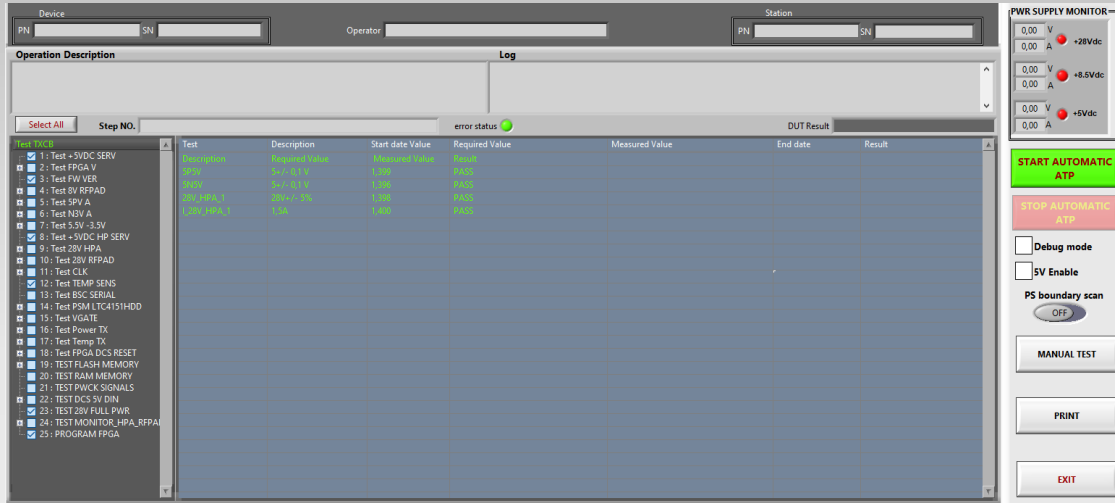 Device
PN SN
Operator
Station
PN SN
Operation Description
Log
Select All
Step NO.
error status
DUT Result
Test TXCB
1 : Test +5VDC SERV
2 : Test FPGA V
3 : Test FW VER
4 : Test 8V RFPAD
5 : Test 5PV A
6 : Test N3V A
7 : Test 5.5V -3.5V
8 : Test +5VDC HP SERV
9 : Test 28V HPA
10 : Test 28V RFPAD
11 : Test CLK
12 : Test TEMP SENS
13 : Test BSC SERIAL
14 : Test PSM LTC4151HDD
15 : Test VGATE
16 : Test Power TX
17 : Test Temp TX
18 : Test FPGA DCS RESET
19 : TEST FLASH MEMORY
20 : TEST RAM MEMORY
21 : TEST PWCK SIGNALS
22 : TEST DCS 5V DIN
23 : TEST 28V FULL PWR
24 : TEST MONITOR_HPA_RFPAI
25 : PROGRAM FPGA
Test Description Start date Value Required Value Measured Value End date Result
Description Required Value Measured Value Result
5P5V 5+/- 0,1 V 1,399 PASS
5N5V 5+/- 0,1 V 1,396 PASS
28V_HPA_1 28V+/- 5% 1,398 PASS
I_28V_HPA_1 1,5A 1,400 PASS
PWR SUPPLY MONITOR
0,00 V
0,00 A
+28Vdc
0,00 V
0,00 A
+8.5Vdc
0,00 V
0,00 A
+5Vdc
START AUTOMATIC
ATP
STOP AUTOMATIC
ATP
Debug mode
5V Enable
PS boundary scan
OFF
MANUAL TEST
PRINT
EXIT